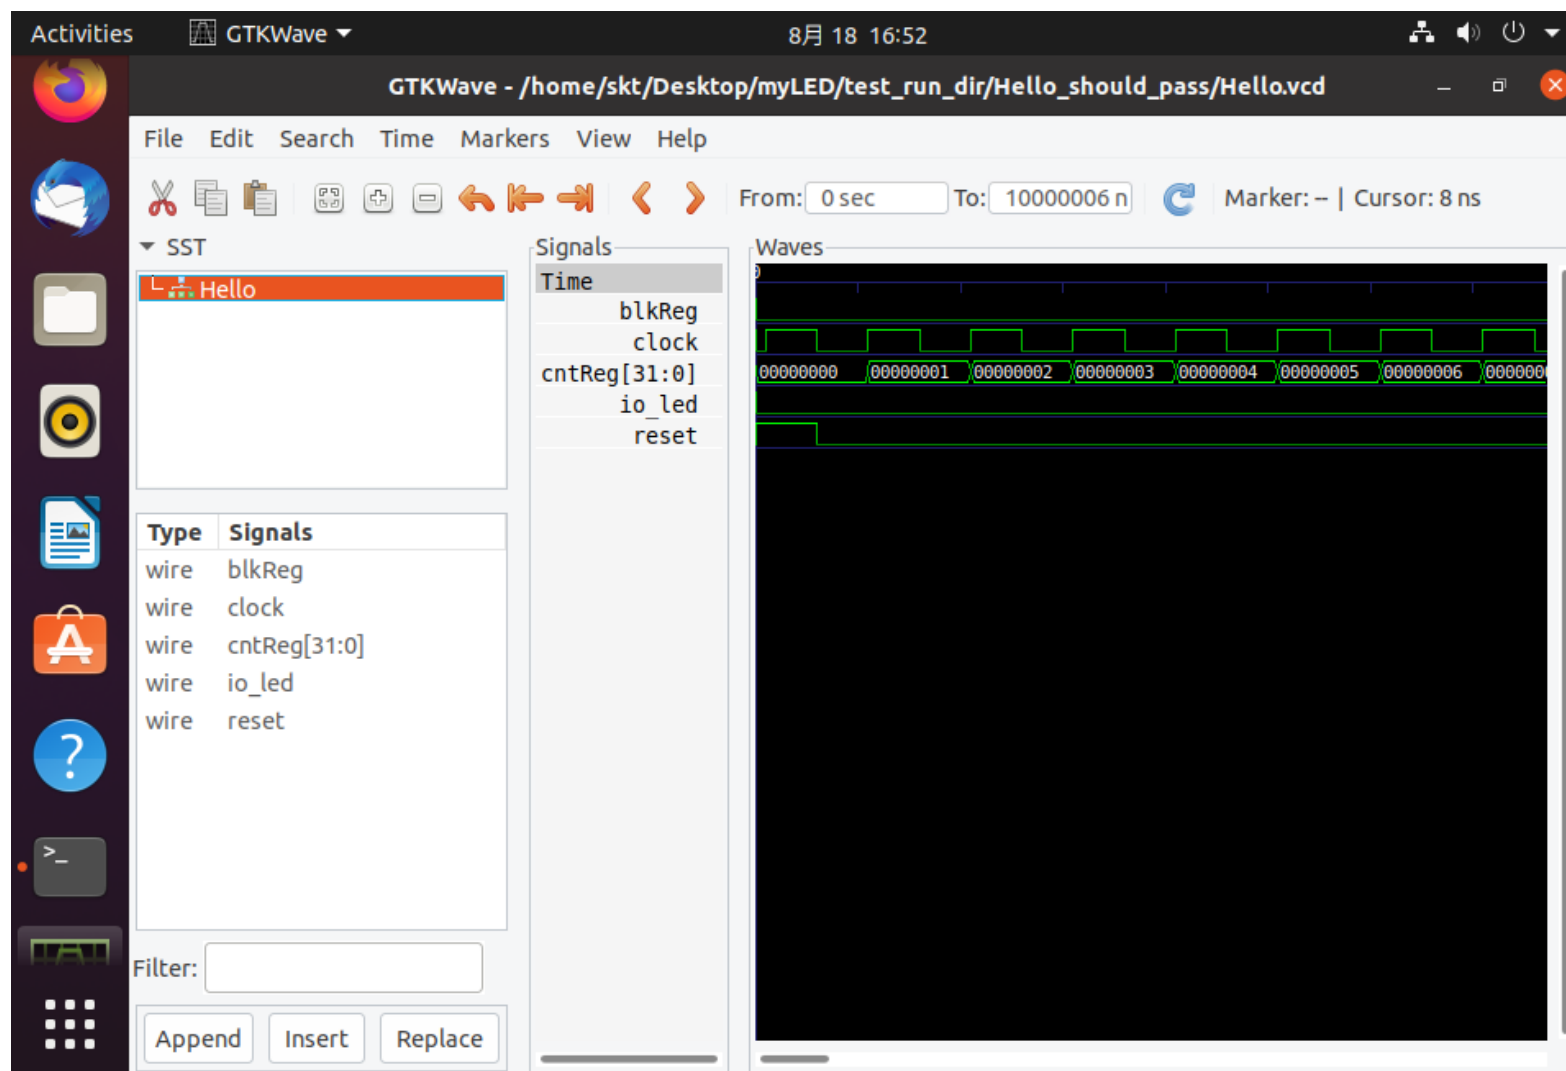 Activities GTKWave 8月 18 16:52
GTKWave - /home/skt/Desktop/myLED/test_run_dir/Hello_should_pass/Hello.vcd
File Edit Search Time Markers View Help
From: 0 sec To: 10000006 n Marker: -- | Cursor: 8 ns
SST
Hello
Type Signals
wire blkReg
wire clock
wire cntReg[31:0]
wire io_led
wire reset
Filter:
Append Insert Replace
Signals
Time
blkReg
clock
cntReg[31:0]
io_led
reset
Waves
0
00000000 00000001 00000002 00000003 00000004 00000005 00000006 0000000